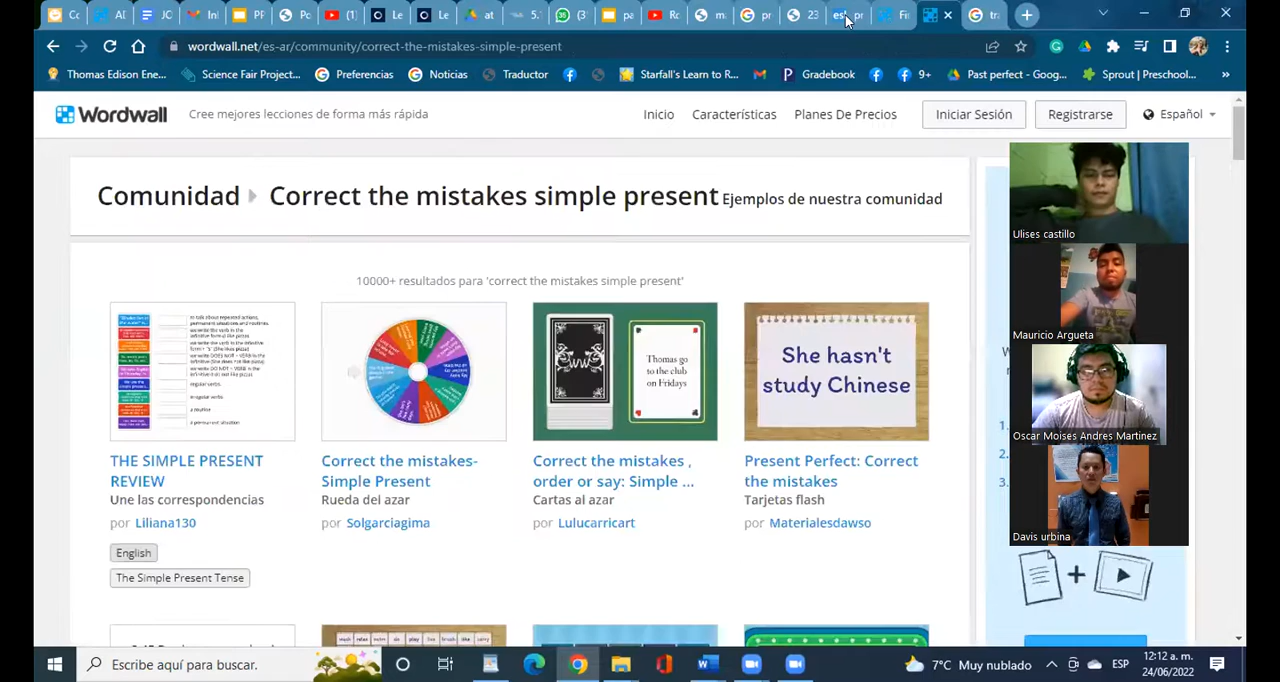 wordwall.net/es-ar/community/correct-the-mistakes-simple-present
Thomas Edison Ene... Science Fair Project... Preferencias Noticias Traductor Starfall's Learn to R... Gradebook 9+ Past perfect - Goog... Sprout | Preschool... »
Wordwall Cree mejores lecciones de forma más rápida Inicio Características Planes De Precios Iniciar Sesión Registrarse Español
Comunidad Correct the mistakes simple present Ejemplos de nuestra comunidad
10000+ resultados para 'correct the mistakes simple present'
Thomas go
to the club
on Fridays
She hasn't
study Chinese
THE SIMPLE PRESENT
REVIEW
Une las correspondencias
por Liliana130
English
The Simple Present Tense
Correct the mistakes-
Simple Present
Rueda del azar
por Solgarciagima
Correct the mistakes ,
order or say: Simple ...
Cartas al azar
por Lulucarricart
Present Perfect: Correct
the mistakes
Tarjetas flash
por Materialesdawso
Ulises castillo
Mauricio Argueta
Oscar Moises Andres Martinez
Davis urbina
Escribe aquí para buscar.
7°C Muy nublado
ESP
12:12 a. m.
24/06/2022